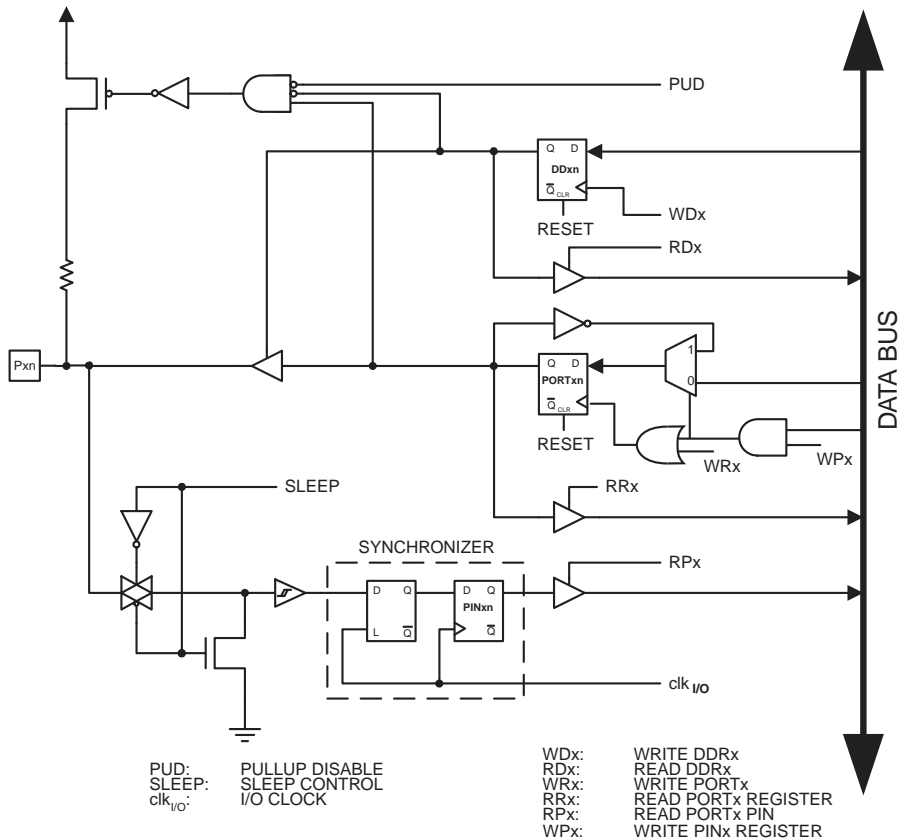 PUD
Q D
DDxn
Q CLR
WDx
RESET
RDx
Pxn
1
Q D
PORTxn
0
Q CLR
RESET
WRx
WPx
DATA BUS
SLEEP
RRx
SYNCHRONIZER
RPx
D Q
D Q
PINxn
L Q
Q
clk I/O
PUD: PULLUP DISABLE
SLEEP: SLEEP CONTROL
clkI/O: I/O CLOCK
WDx: WRITE DDRx
RDx: READ DDRx
WRx: WRITE PORTx
RRx: READ PORTx REGISTER
RPx: READ PORTx PIN
WPx: WRITE PINx REGISTER